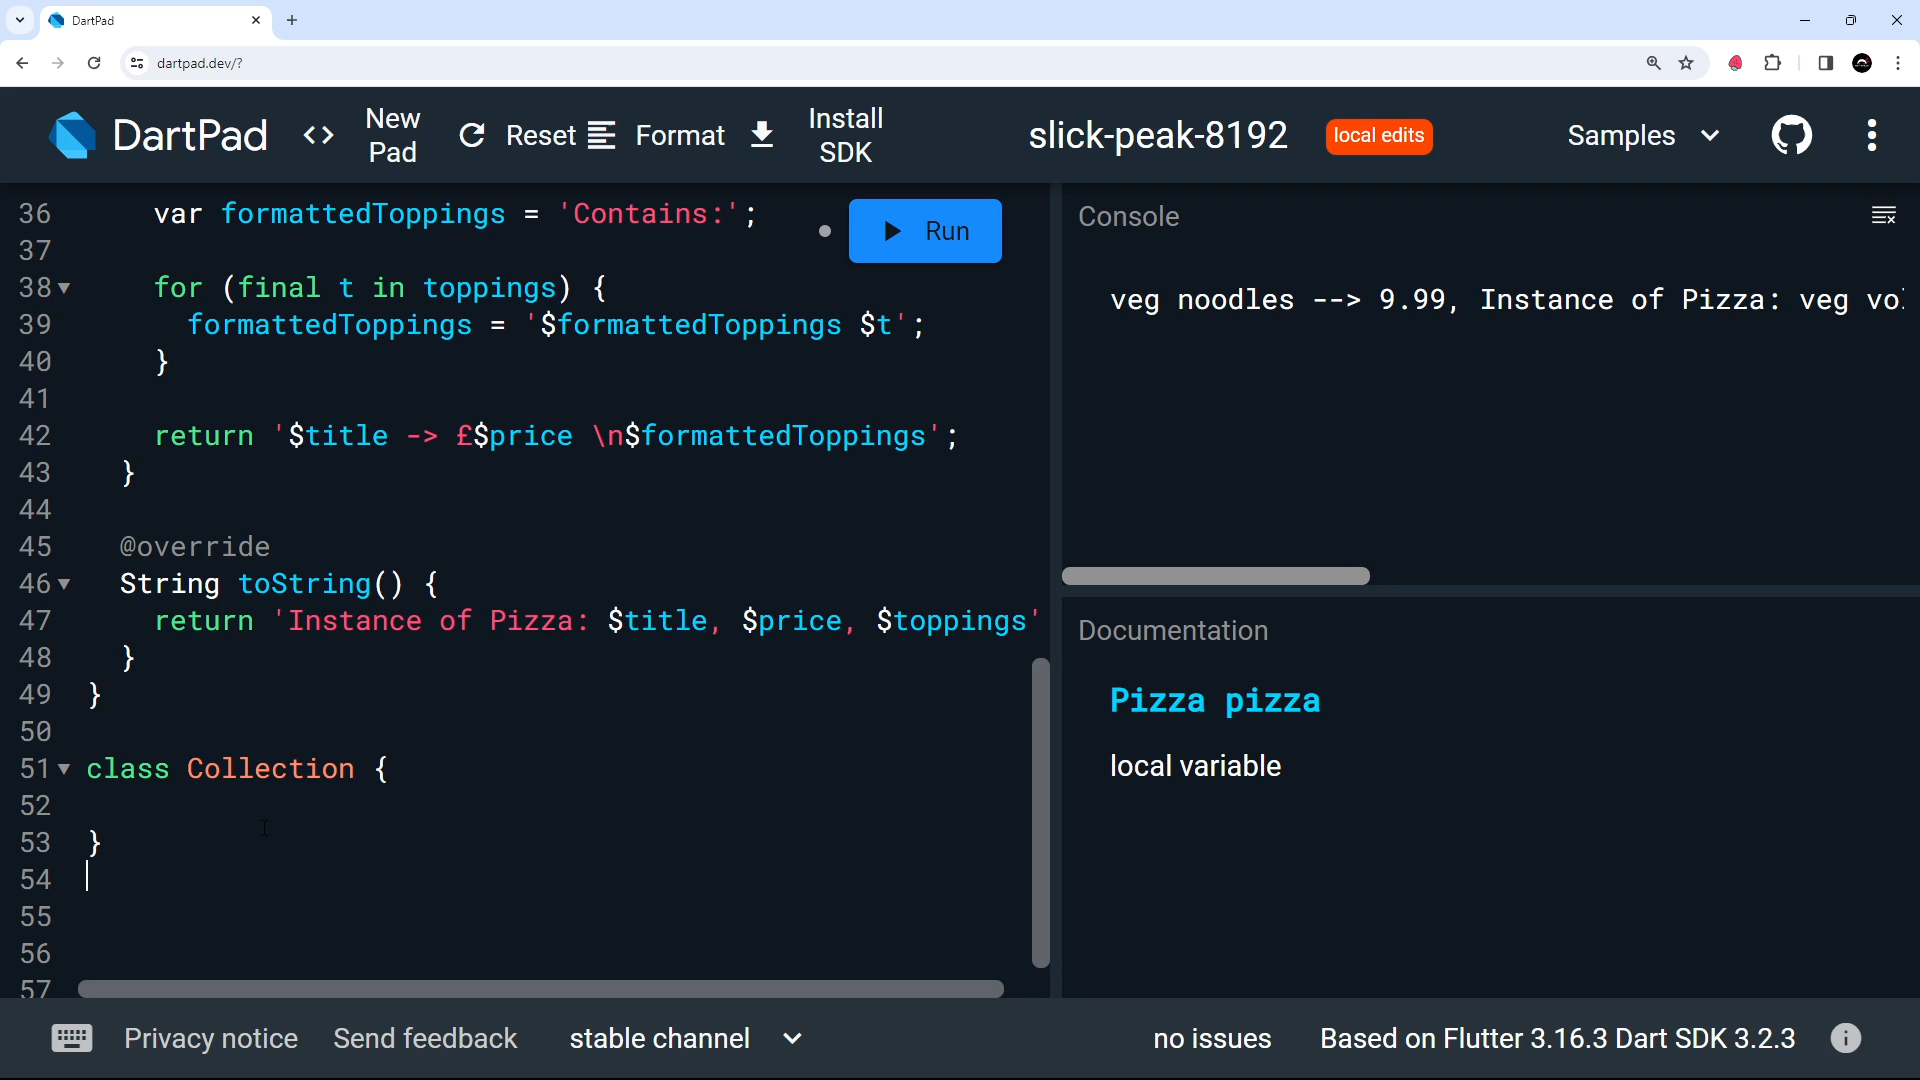 DartPad
dartpad.dev/?
DartPad
<> New Pad
Reset
Format
Install SDK
slick-peak-8192
local edits
Samples
36 var formattedToppings = 'Contains:';
Run
37
38 for (final t in toppings) {
39 formattedToppings = '$formattedToppings $t';
40 }
41
42 return '$title -> £$price \n$formattedToppings';
43 }
44
45 @override
46 String toString() {
47 return 'Instance of Pizza: $title, $price, $toppings'
48 }
49 }
50
51 class Collection {
52
53 }
54
55
56
57
Console
veg noodles --> 9.99, Instance of Pizza: veg
Documentation
Pizza pizza
local variable
Privacy notice
Send feedback
stable channel
no issues
Based on Flutter 3.16.3 Dart SDK 3.2.3